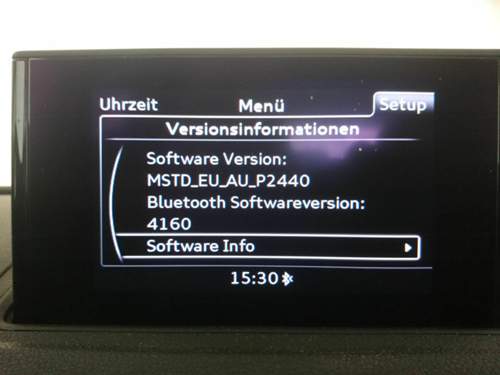 Uhrzeit Menü Setup
Versionsinformationen
Software Version:
MSTD_EU_AU_P2440
Bluetooth Softwareversion:
4160
Software Info
15:30